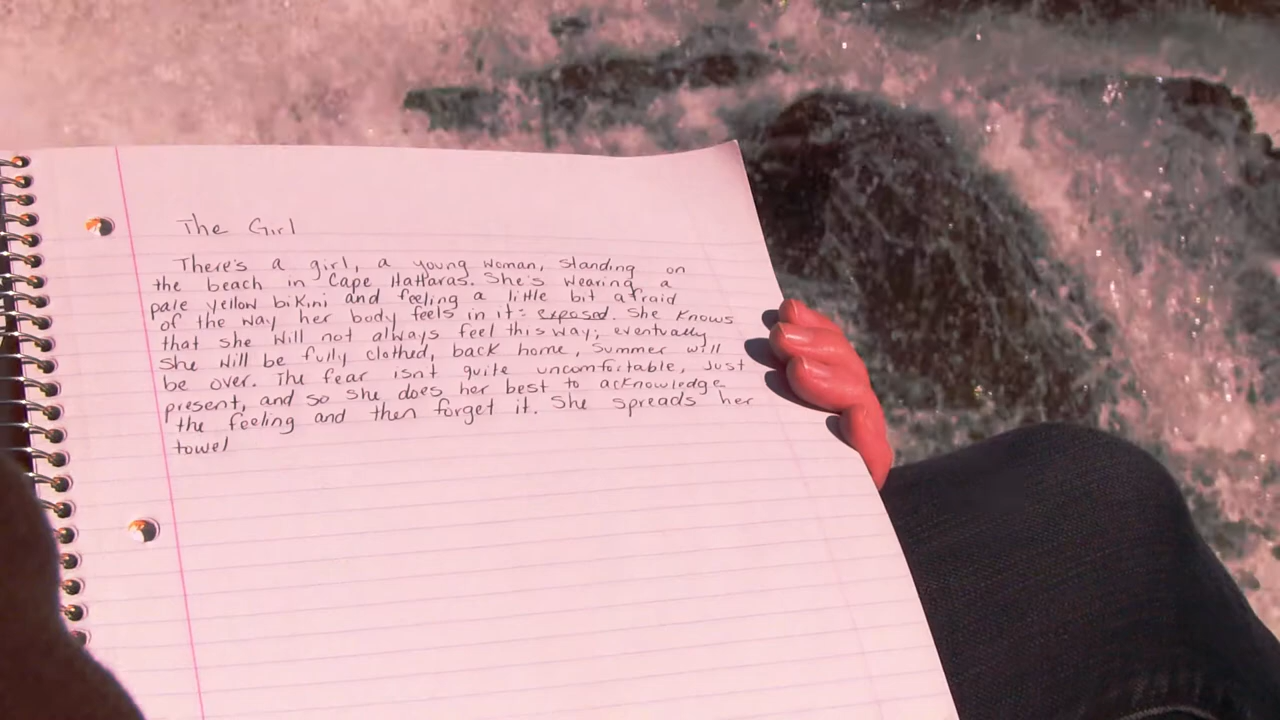 The Girl
There's a girl, a young woman, standing on
the beach in Cape Hattaras. She's wearing a
pale yellow bikini and feeling a little bit afraid
of the way her body feels in it: exposed. She knows
that she will not always feel this way; eventually
she will be fully clothed, back home, summer will
be over. The fear isn't quite uncomfortable, just
present, and so she does her best to acknowledge
the feeling and then forget it. She spreads her
towel